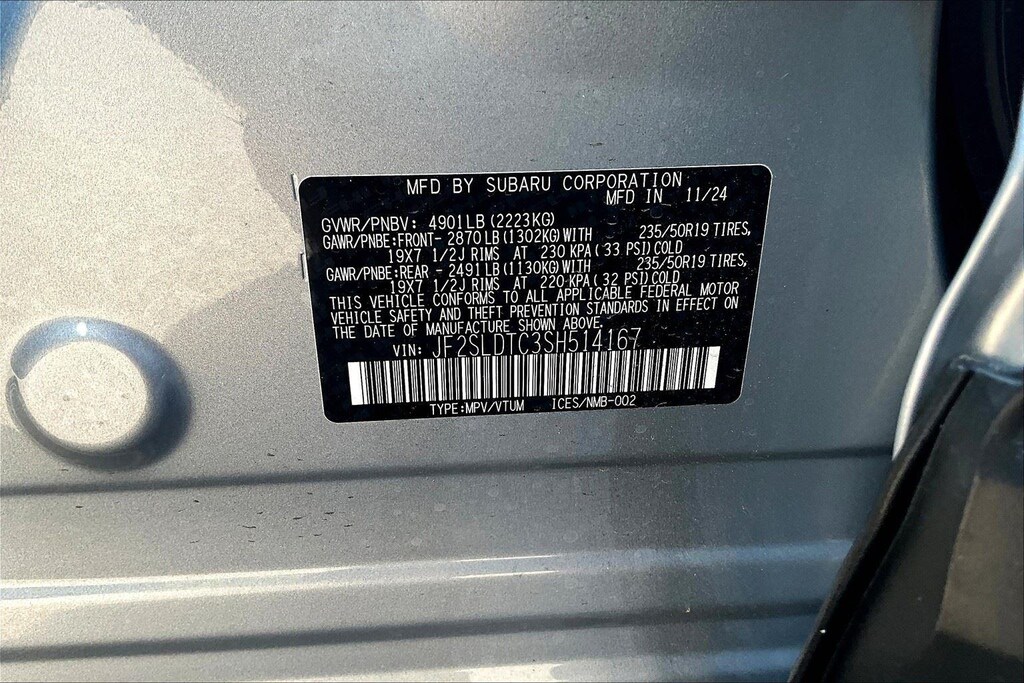 MFD BY SUBARU CORPORATION
MFD IN 11/24
GVWR/PNBV: 4901LB(2223KG)
GAWR/PNBE:FRONT- 2870LB(1302KG)WITH 235/50R19 TIRES,
19X7 1/2J RIMS AT 230 KPA( 33 PSI)COLD
GAWR/PNBE:REAR - 2491LB(1130KG)WITH 235/50R19 TIRES,
19X7 1/2J RIMS AT 220 KPA( 32 PSI)COLD
THIS VEHICLE CONFORMS TO ALL APPLICABLE FEDERAL MOTOR
VEHICLE SAFETY AND THEFT PREVENTION STANDARDS IN EFFECT ON
THE DATE OF MANUFACTURE SHOWN ABOVE.
VIN: JF2SLDTC3SH514167
TYPE:MPV/VTUM ICES/NMB-002